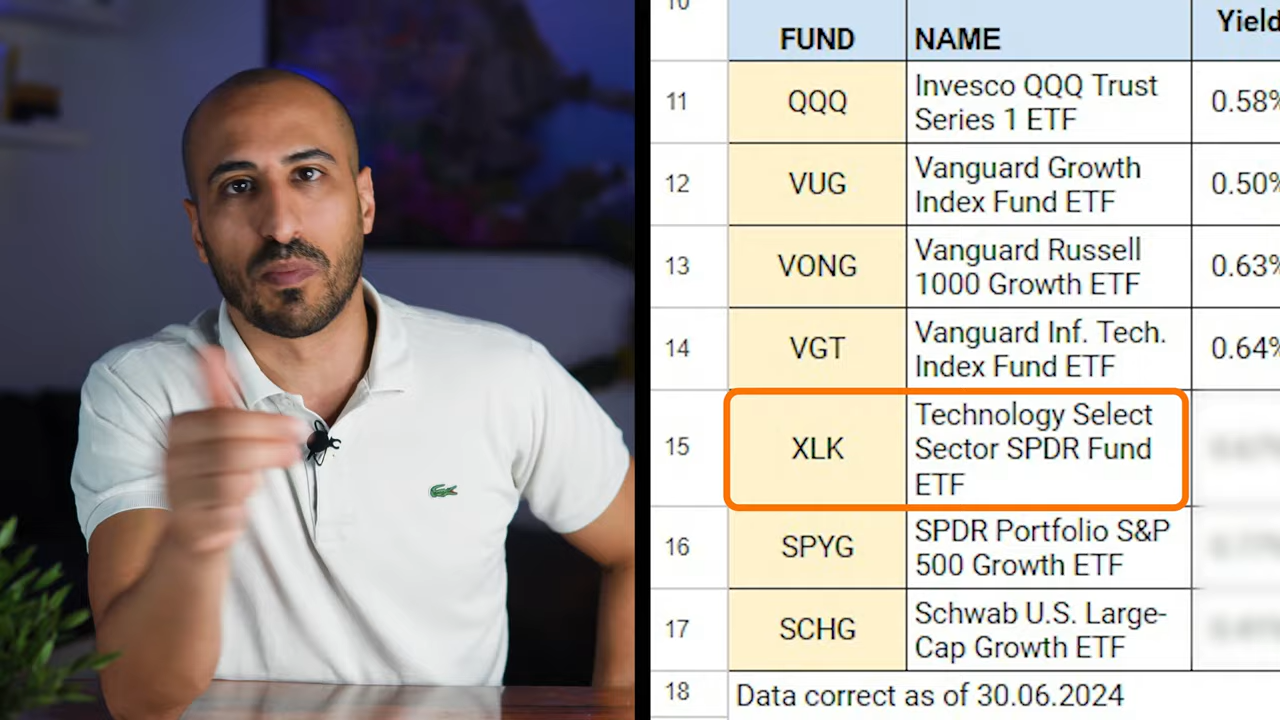 10
FUND
NAME
Yield
11
QQQ
Invesco QQQ Trust
Series 1 ETF
0.58%
12
VUG
Vanguard Growth
Index Fund ETF
0.50%
13
VONG
Vanguard Russell
1000 Growth ETF
0.63%
14
VGT
Vanguard Inf. Tech.
Index Fund ETF
0.64%
15
XLK
Technology Select
Sector SPDR Fund
ETF
16
SPYG
SPDR Portfolio S&P
500 Growth ETF
17
SCHG
Schwab U.S. Large-
Cap Growth ETF
18
Data correct as of 30.06.2024